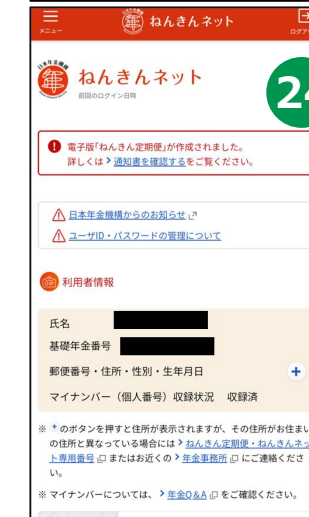 メニュー
ねんきんネット
日本年金機構
ねんきんネット
前回のログイン日時
24
電子版「ねんきん定期便」が作成されました。
詳しくは > 通知書を確認するをご覧ください。
日本年金機構からのお知らせ
ユーザID・パスワードの管理について
利用者情報
氏名
基礎年金番号
郵便番号・住所・性別・生年月日
マイナンバー（個人番号）収録状況 収録済
※ + のボタンを押すと住所が表示されますが、その住所がお住まい
の住所と異なっている場合には > ねんきん定期便・ねんきんネッ
ト専用番号 またはお近くの > 年金事務所 にご連絡くださ
い。
※ マイナンバーについては、 > 年金Q&A をご確認ください。